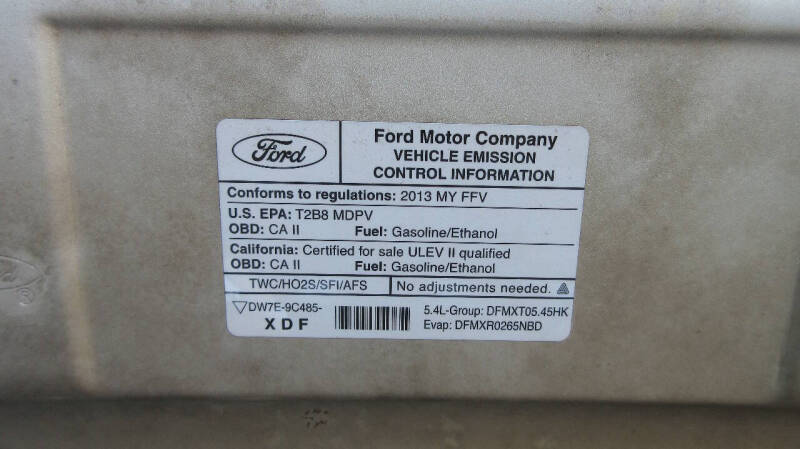 Ford
Ford Motor Company
VEHICLE EMISSION
CONTROL INFORMATION
Conforms to regulations: 2013 MY FFV
U.S. EPA: T2B8 MDPV
OBD: CA II Fuel: Gasoline/Ethanol
California: Certified for sale ULEV II qualified
OBD: CA II Fuel: Gasoline/Ethanol
TWC/HO2S/SFI/AFS No adjustments needed.
DW7E-9C485-
XDF
5.4L-Group: DFMXT05.45HK
Evap: DFMXR0265NBD